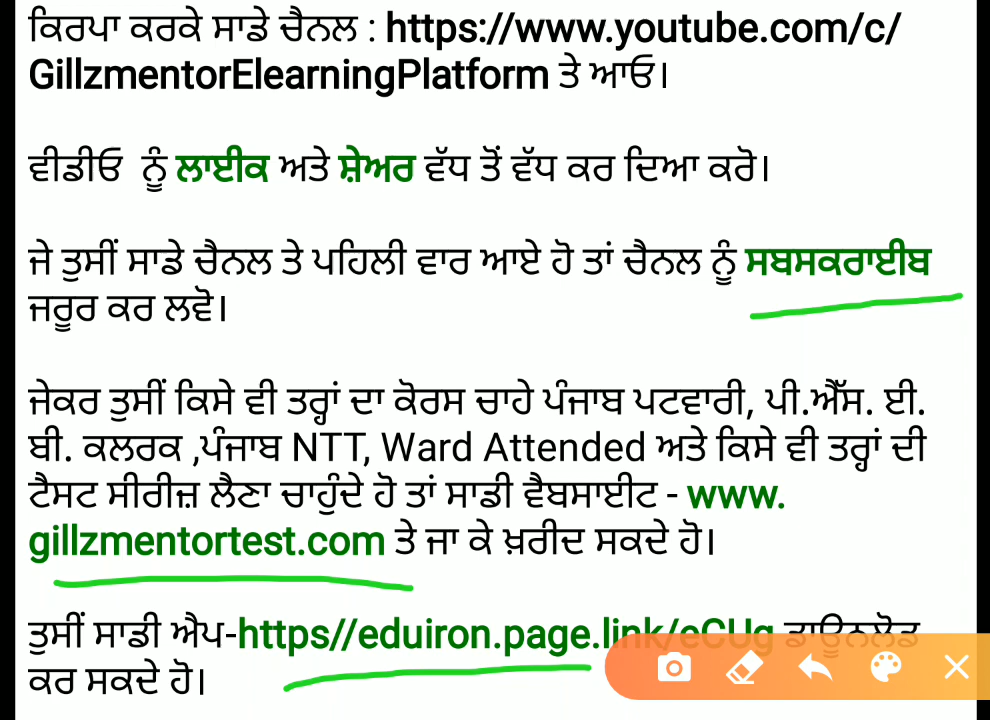 ਕਿਰਪਾ ਕਰਕੇ ਸਾਡੇ ਚੈਨਲ : https://www.youtube.com/c/
GillzmentorElearningPlatform ਤੇ ਆਓ।
ਵੀਡੀਓ ਨੂੰ ਲਾਈਕ ਅਤੇ ਸ਼ੇਅਰ ਵੱਧ ਤੋਂ ਵੱਧ ਕਰ ਦਿਆ ਕਰੋ।
ਜੇ ਤੁਸੀਂ ਸਾਡੇ ਚੈਨਲ ਤੇ ਪਹਿਲੀ ਵਾਰ ਆਏ ਹੋ ਤਾਂ ਚੈਨਲ ਨੂੰ ਸਬਸਕਰਾਈਬ
ਜਰੂਰ ਕਰ ਲਵੋ।
ਜੇਕਰ ਤੁਸੀਂ ਕਿਸੇ ਵੀ ਤਰ੍ਹਾਂ ਦਾ ਕੋਰਸ ਚਾਹੇ ਪੰਜਾਬ ਪਟਵਾਰੀ, ਪੀ.ਐੱਸ. ਈ.
ਬੀ. ਕਲਰਕ ,ਪੰਜਾਬ NTT, Ward Attended ਅਤੇ ਕਿਸੇ ਵੀ ਤਰ੍ਹਾਂ ਦੀ
ਟੈਸਟ ਸੀਰੀਜ਼ ਲੈਣਾ ਚਾਹੁੰਦੇ ਹੋ ਤਾਂ ਸਾਡੀ ਵੈਬਸਾਈਟ - www.
gillzmentortest.com ਤੇ ਜਾ ਕੇ ਖ਼ਰੀਦ ਸਕਦੇ ਹੋ।
ਤੁਸੀਂ ਸਾਡੀ ਐਪ-https//eduiron.page.link/eCUg ਡਾਊਨਲੋਡ
ਕਰ ਸਕਦੇ ਹੋ।